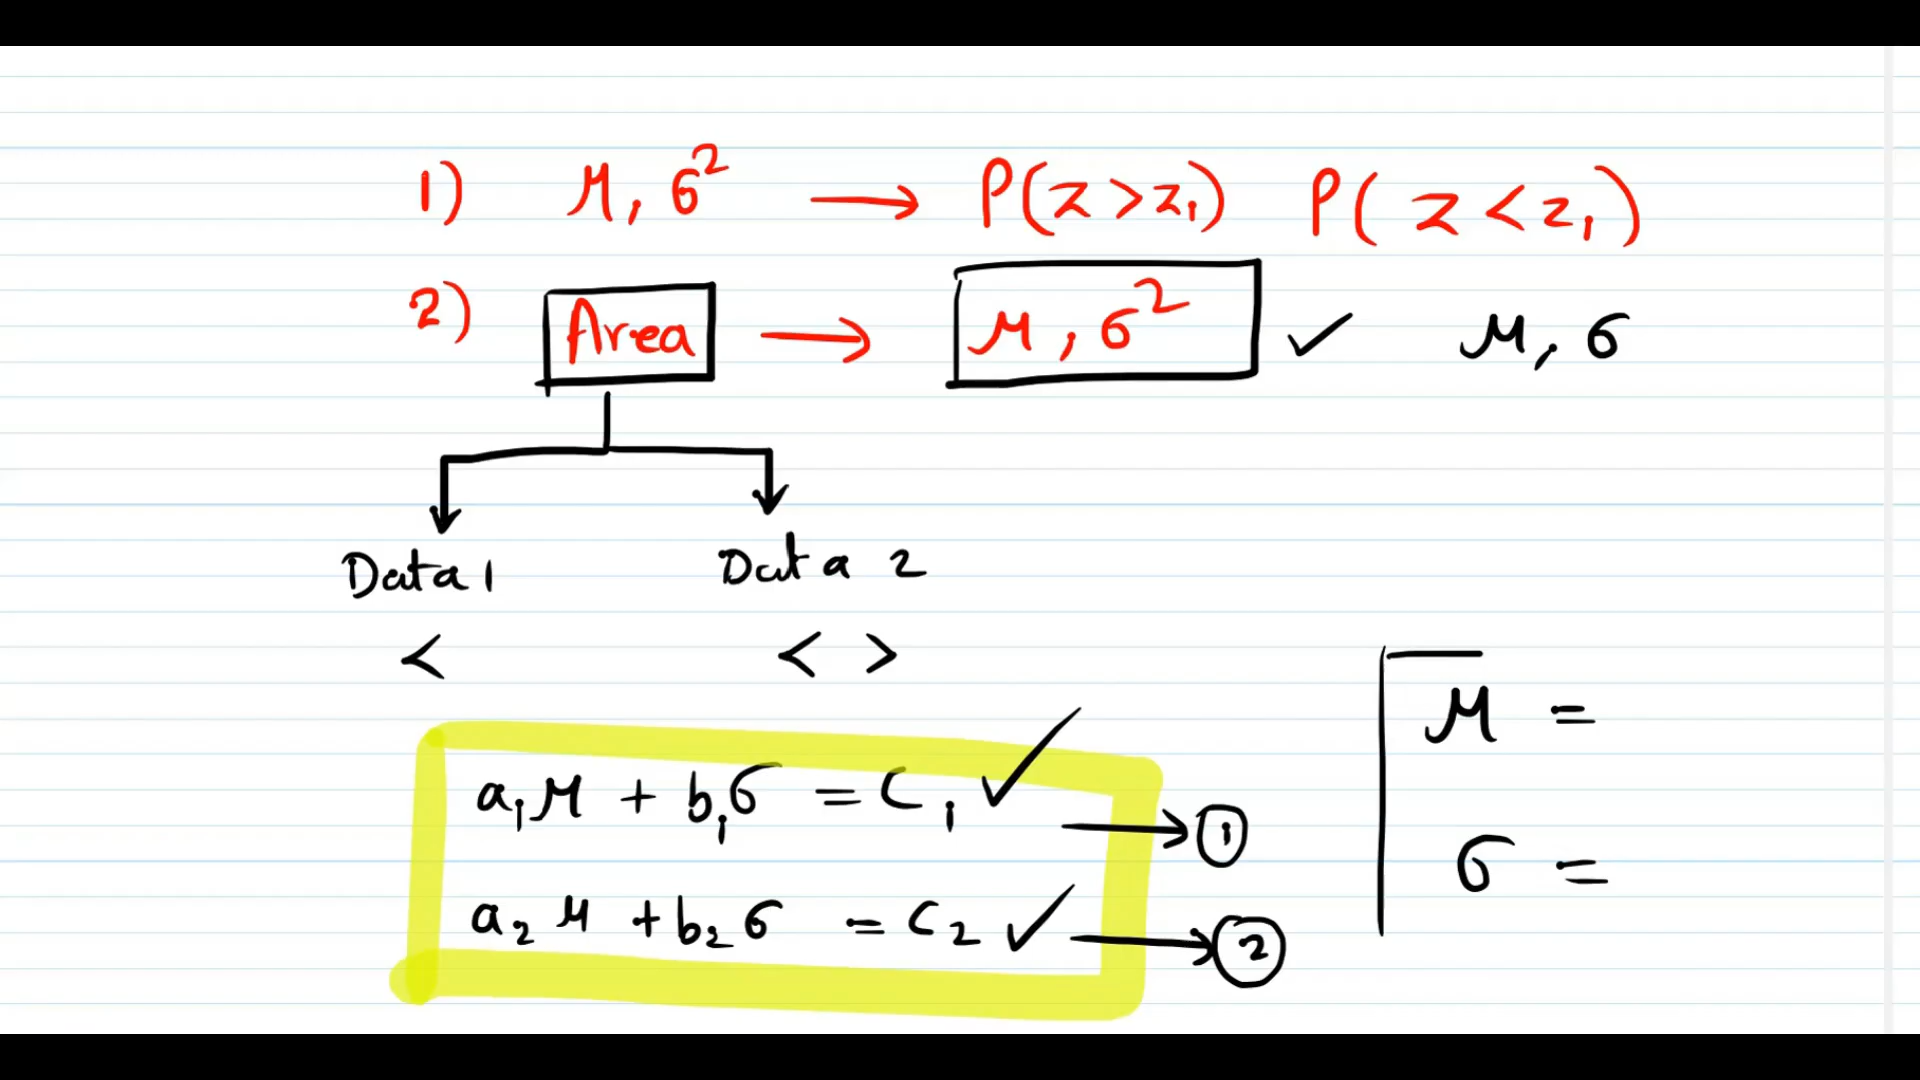 1) μ, σ² → P(z > z₁) P(z < z₁)
2) Area → μ, σ² ✓ μ, σ
Data 1 Data 2
< < >
a₁μ + b₁σ = C₁ ✓ → ①
a₂μ + b₂σ = C₂ ✓ → ②
μ =
σ =